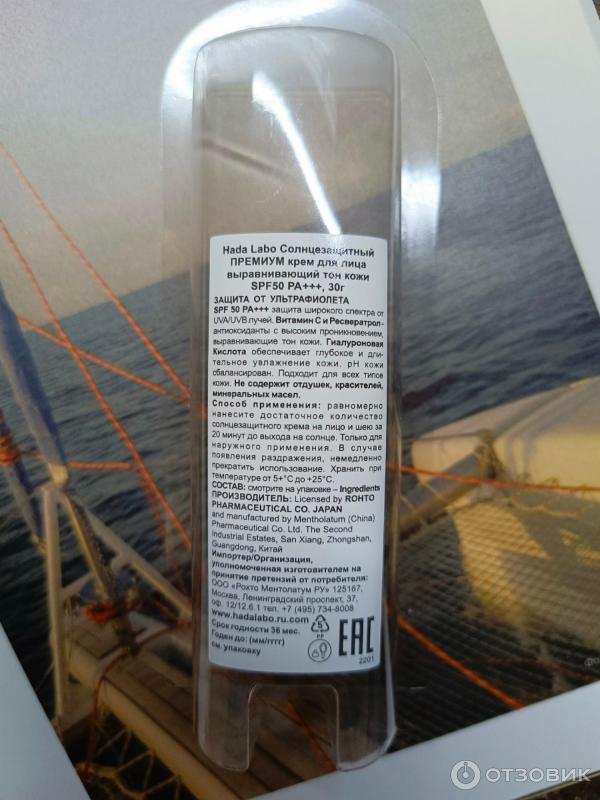 Hada Labo Солнцезащитный
ПРЕМИУМ крем для лица
выравнивающий тон кожи
SPF50 PA+++, 30г
ЗАЩИТА ОТ УЛЬТРАФИОЛЕТА
SPF 50 PA+++ защита широкого спектра от
UVA/UVB лучей. Витамин С и Ресвератрол-
антиоксиданты с высоким проникновением,
выравнивающие тон кожи. Гиалуроновая
Кислота обеспечивает глубокое и дли-
тельное увлажнение кожи. pH кожи
сбалансирован. Подходит для всех типов
кожи. Не содержит отдушек, красителей,
минеральных масел.
Способ применения: равномерно
нанесите достаточное количество
солнцезащитного крема на лицо и шею за
20 минут до выхода на солнце. Только для
наружного применения. В случае
появления раздражения, немедленно
прекратить использование. Хранить при
температуре от 5+°С до +25°С.
СОСТАВ: смотрите на упаковке – Ingredients
ПРОИЗВОДИТЕЛЬ: Licensed by ROHTO
PHARMACEUTICAL CO. JAPAN
and manufactured by Mentholatum (China)
Pharmaceutical Co. Ltd. The Second
Industrial Estates, San Xiang, Zhongshan,
Guangdong, Китай
Импортер/Организация,
уполномоченная изготовителем на
принятие претензий от потребителя:
ООО «Рохто Ментолатум РУ» 125167,
Москва, Ленинградский проспект, 37,
оф. 12/12.6.1 тел. +7 (495) 734-8008
www.hadalabo.ru.com
Срок годности 36 мес.
Годен до: (мм/гггг)
см. упаковку
5
PP
EAC
2201
ОТЗОВИК